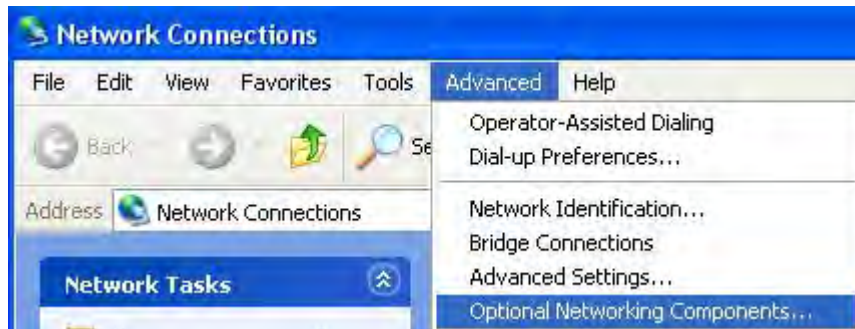 Network Connections
File Edit View Favorites Tools Advanced Help
Back Se
Address Network Connections
Network Tasks
Operator-Assisted Dialing
Dial-up Preferences...
Network Identification...
Bridge Connections
Advanced Settings...
Optional Networking Components...